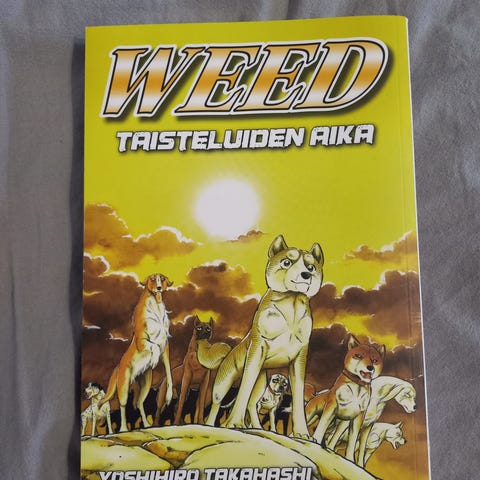 WEED
TAISTELUIDEN AIKA
YOSHIHIRO TAKAHASHI